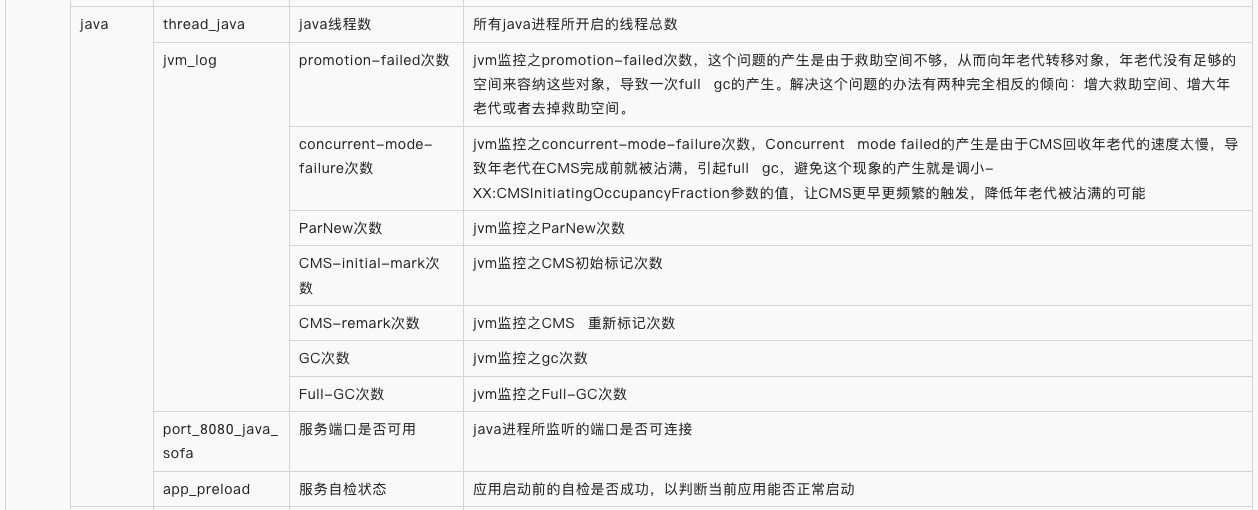 java
thread_java
java线程数
所有java进程所开启的线程总数
jvm_log
promotion-failed次数
jvm监控之promotion-failed次数，这个问题的产生是由于救助空间不够，从而向年老代转移对象，年老代没有足够的
空间来容纳这些对象，导致一次full gc的产生。解决这个问题的办法有两种完全相反的倾向：增大救助空间、增大年
老代或者去掉救助空间。
concurrent-mode-
failure次数
jvm监控之concurrent-mode-failure次数，Concurrent mode failed的产生是由于CMS回收年老代的速度太慢，导
致年老代在CMS完成前就被沾满，引起full gc，避免这个现象的产生就是调小-
XX:CMSInitiatingOccupancyFraction参数的值，让CMS更早更频繁的触发，降低年老代被沾满的可能
ParNew次数
jvm监控之ParNew次数
CMS-initial-mark次
数
jvm监控之CMS初始标记次数
CMS-remark次数
jvm监控之CMS 重新标记次数
GC次数
jvm监控之gc次数
Full-GC次数
jvm监控之Full-GC次数
port_8080_java_
sofa
服务端口是否可用
java进程所监听的端口是否可连接
app_preload
服务自检状态
应用启动前的自检是否成功，以判断当前应用能否正常启动